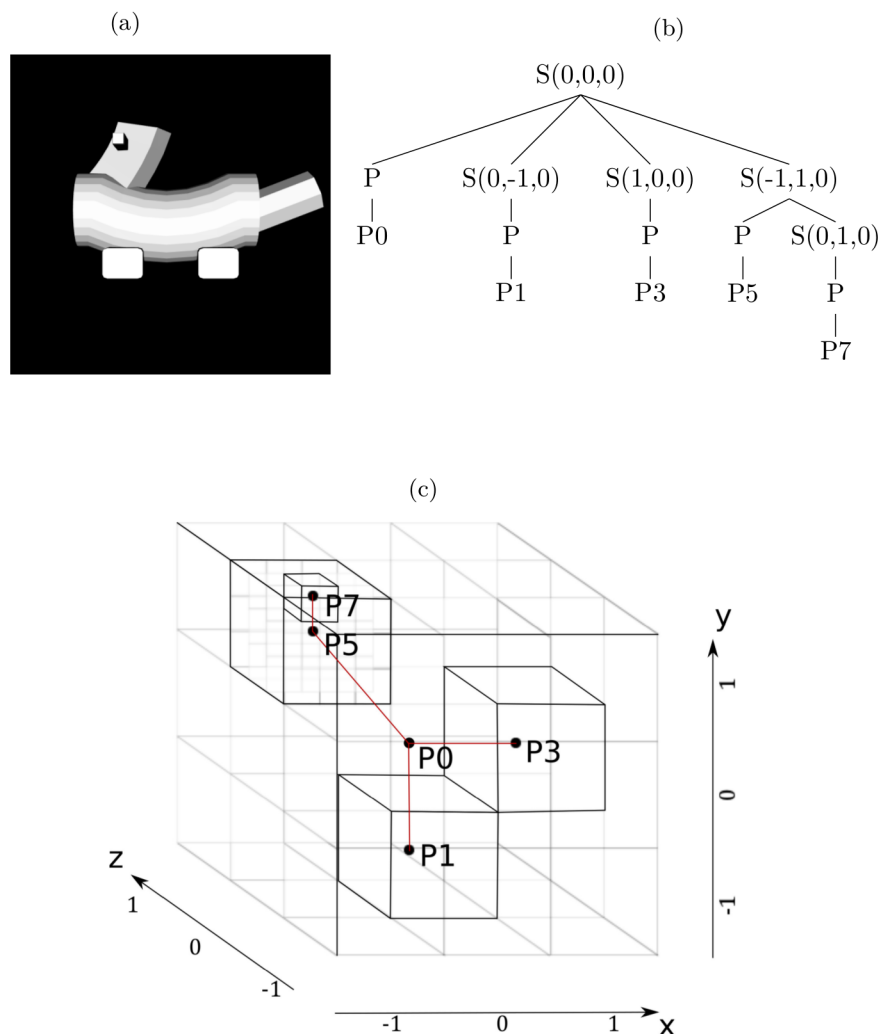 (a)
(b)
S(0,0,0)
P S(0,-1,0) S(1,0,0) S(-1,1,0)
P0 P P P S(0,1,0)
P1 P3 P5 P
P7
(c)
P7
P5
P0 P3
P1
y
1
0
-1
z
1
0
-1
-1 0 1 x